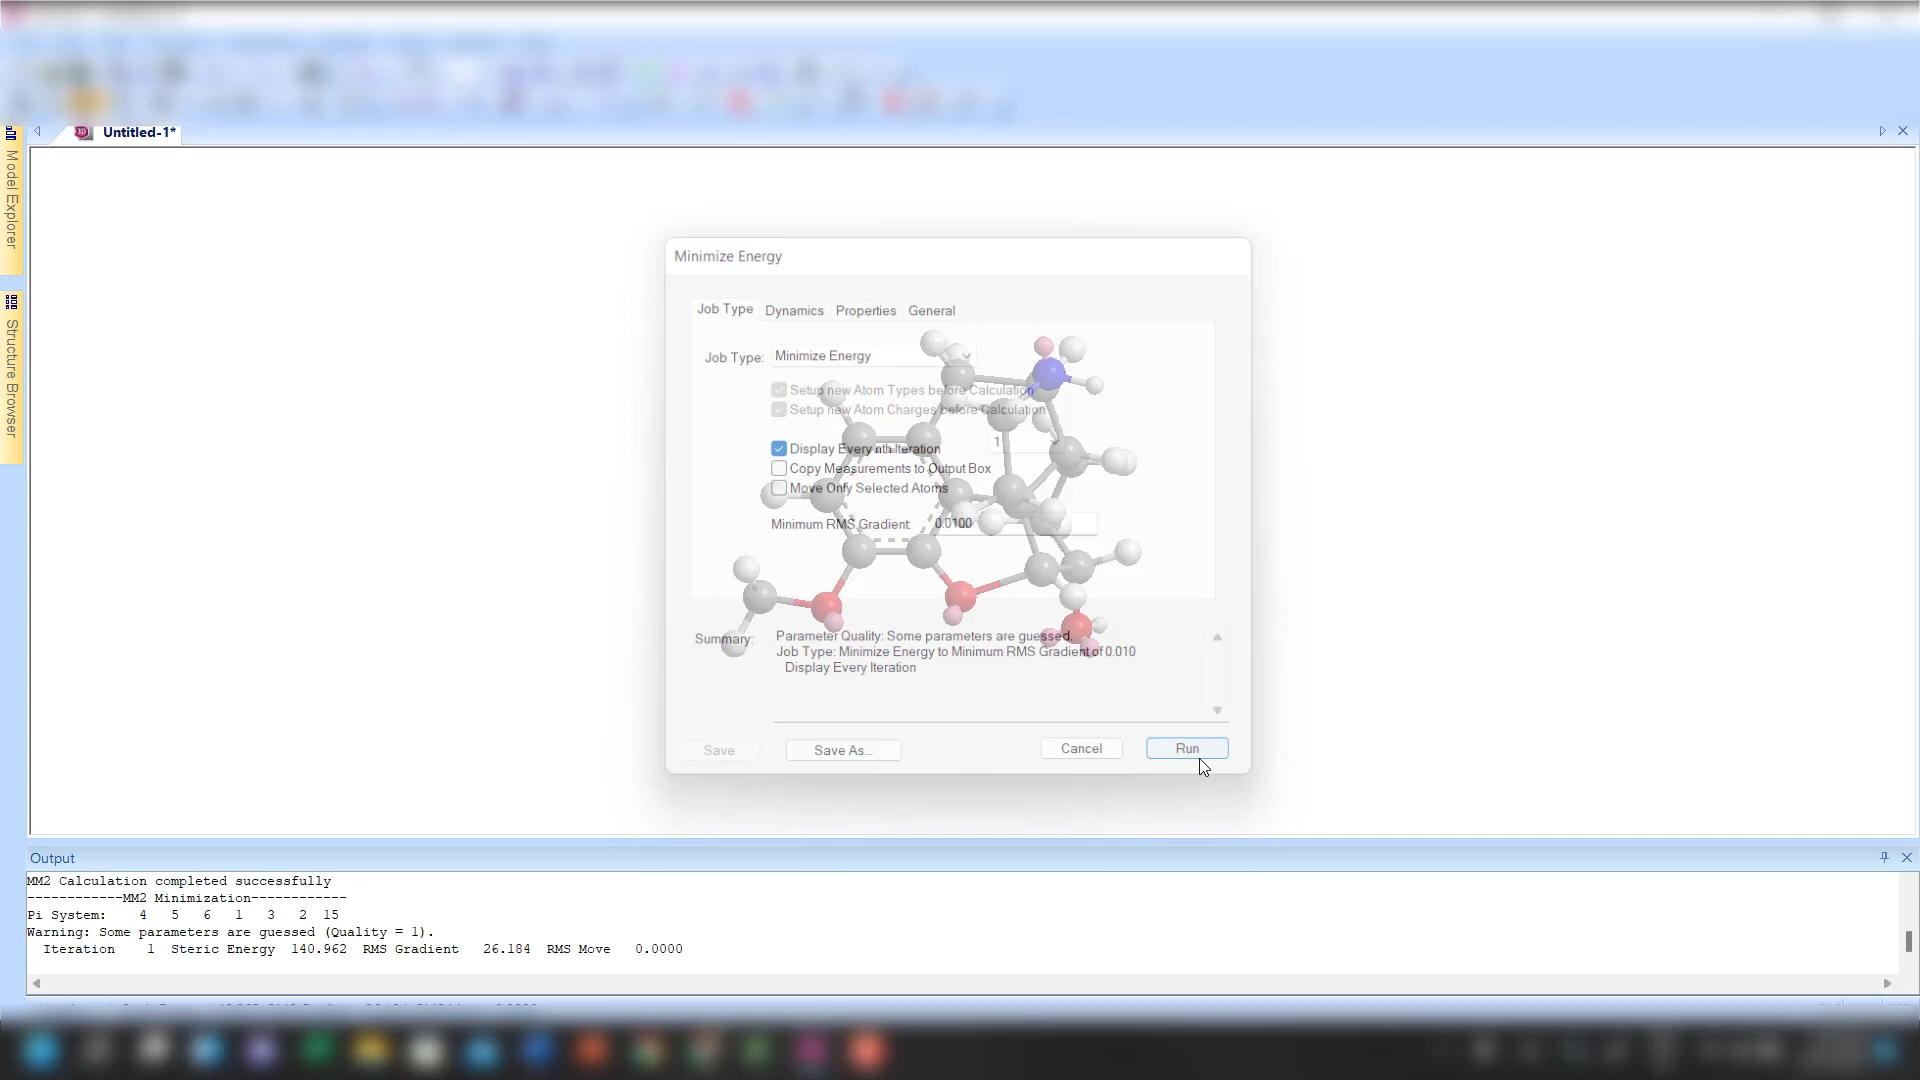 Untitled-1*
Model Explorer
Structure Browser
Minimize Energy
Job Type Dynamics Properties General
Job Type: Minimize Energy
Setup new Atom Types before Calculation
Setup new Atom Charges before Calculation
Display Every nth Iteration 1
Copy Measurements to Output Box
Move Only Selected Atoms
Minimum RMS Gradient: 0.0100
Summary: Parameter Quality: Some parameters are guessed.
Job Type: Minimize Energy to Minimum RMS Gradient of 0.010
Display Every Iteration
Save Save As... Cancel Run
Output
MM2 Calculation completed successfully
------------MM2 Minimization------------
Pi System: 4 5 6 1 3 2 15
Warning: Some parameters are guessed (Quality = 1).
Iteration 1 Steric Energy 140.962 RMS Gradient 26.184 RMS Move 0.0000